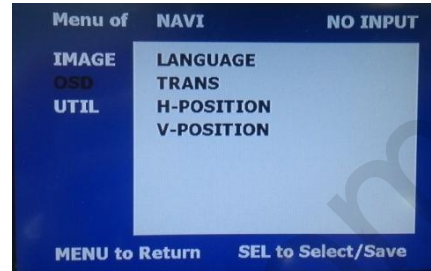 Menu of NAVI NO INPUT
IMAGE LANGUAGE
OSD TRANS
UTIL H-POSITION
V-POSITION
MENU to Return SEL to Select/Save